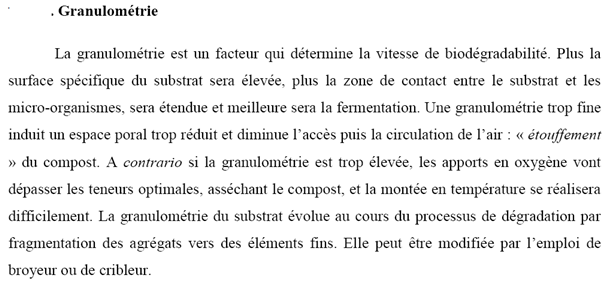 . Granulométrie
La granulométrie est un facteur qui détermine la vitesse de biodégradabilité. Plus la
surface spécifique du substrat sera élevée, plus la zone de contact entre le substrat et les
micro-organismes, sera étendue et meilleure sera la fermentation. Une granulométrie trop fine
induit un espace poral trop réduit et diminue l’accès puis la circulation de l’air : « étouffement
» du compost. A contrario si la granulométrie est trop élevée, les apports en oxygène vont
dépasser les teneurs optimales, asséchant le compost, et la montée en température se réalisera
difficilement. La granulométrie du substrat évolue au cours du processus de dégradation par
fragmentation des agrégats vers des éléments fins. Elle peut être modifiée par l’emploi de
broyeur ou de cribleur.